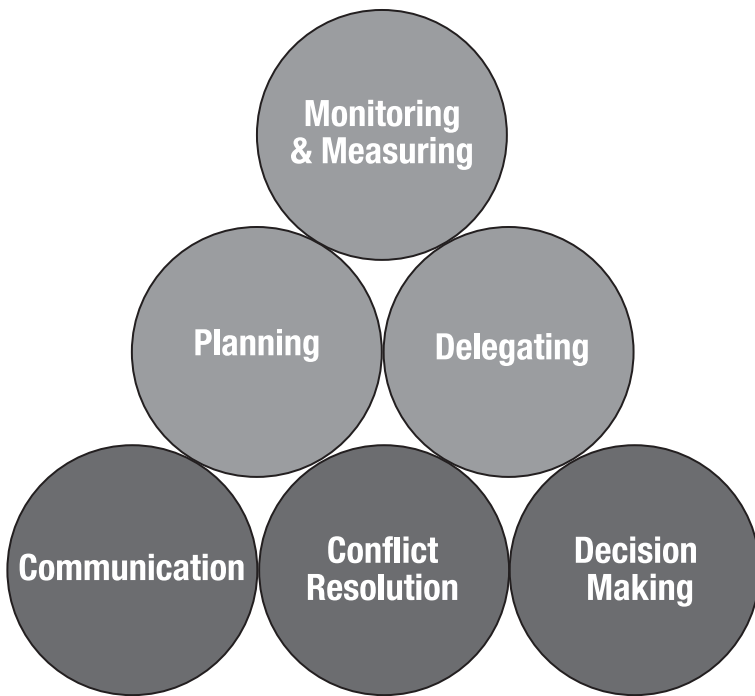 Monitoring
& Measuring
Planning
Delegating
Communication
Conflict
Resolution
Decision
Making